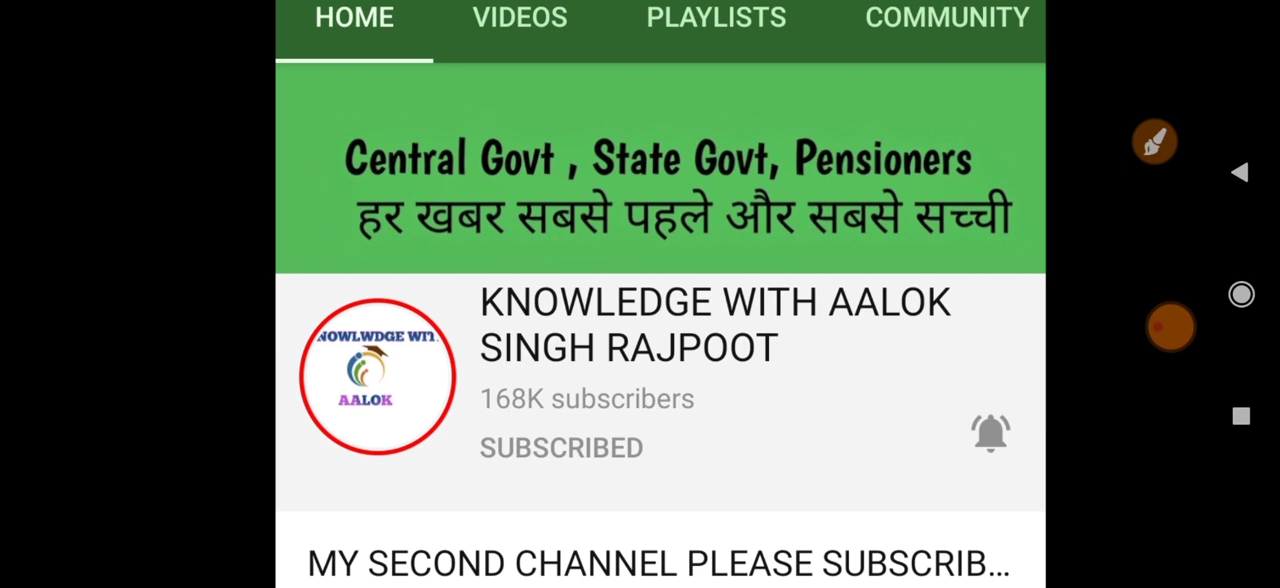 HOME VIDEOS PLAYLISTS COMMUNITY
Central Govt , State Govt, Pensioners
हर खबर सबसे पहले और सबसे सच्ची
NOWLWDGE WIT
AALOK
KNOWLEDGE WITH AALOK
SINGH RAJPOOT
168K subscribers
SUBSCRIBED
MY SECOND CHANNEL PLEASE SUBSCRIB...